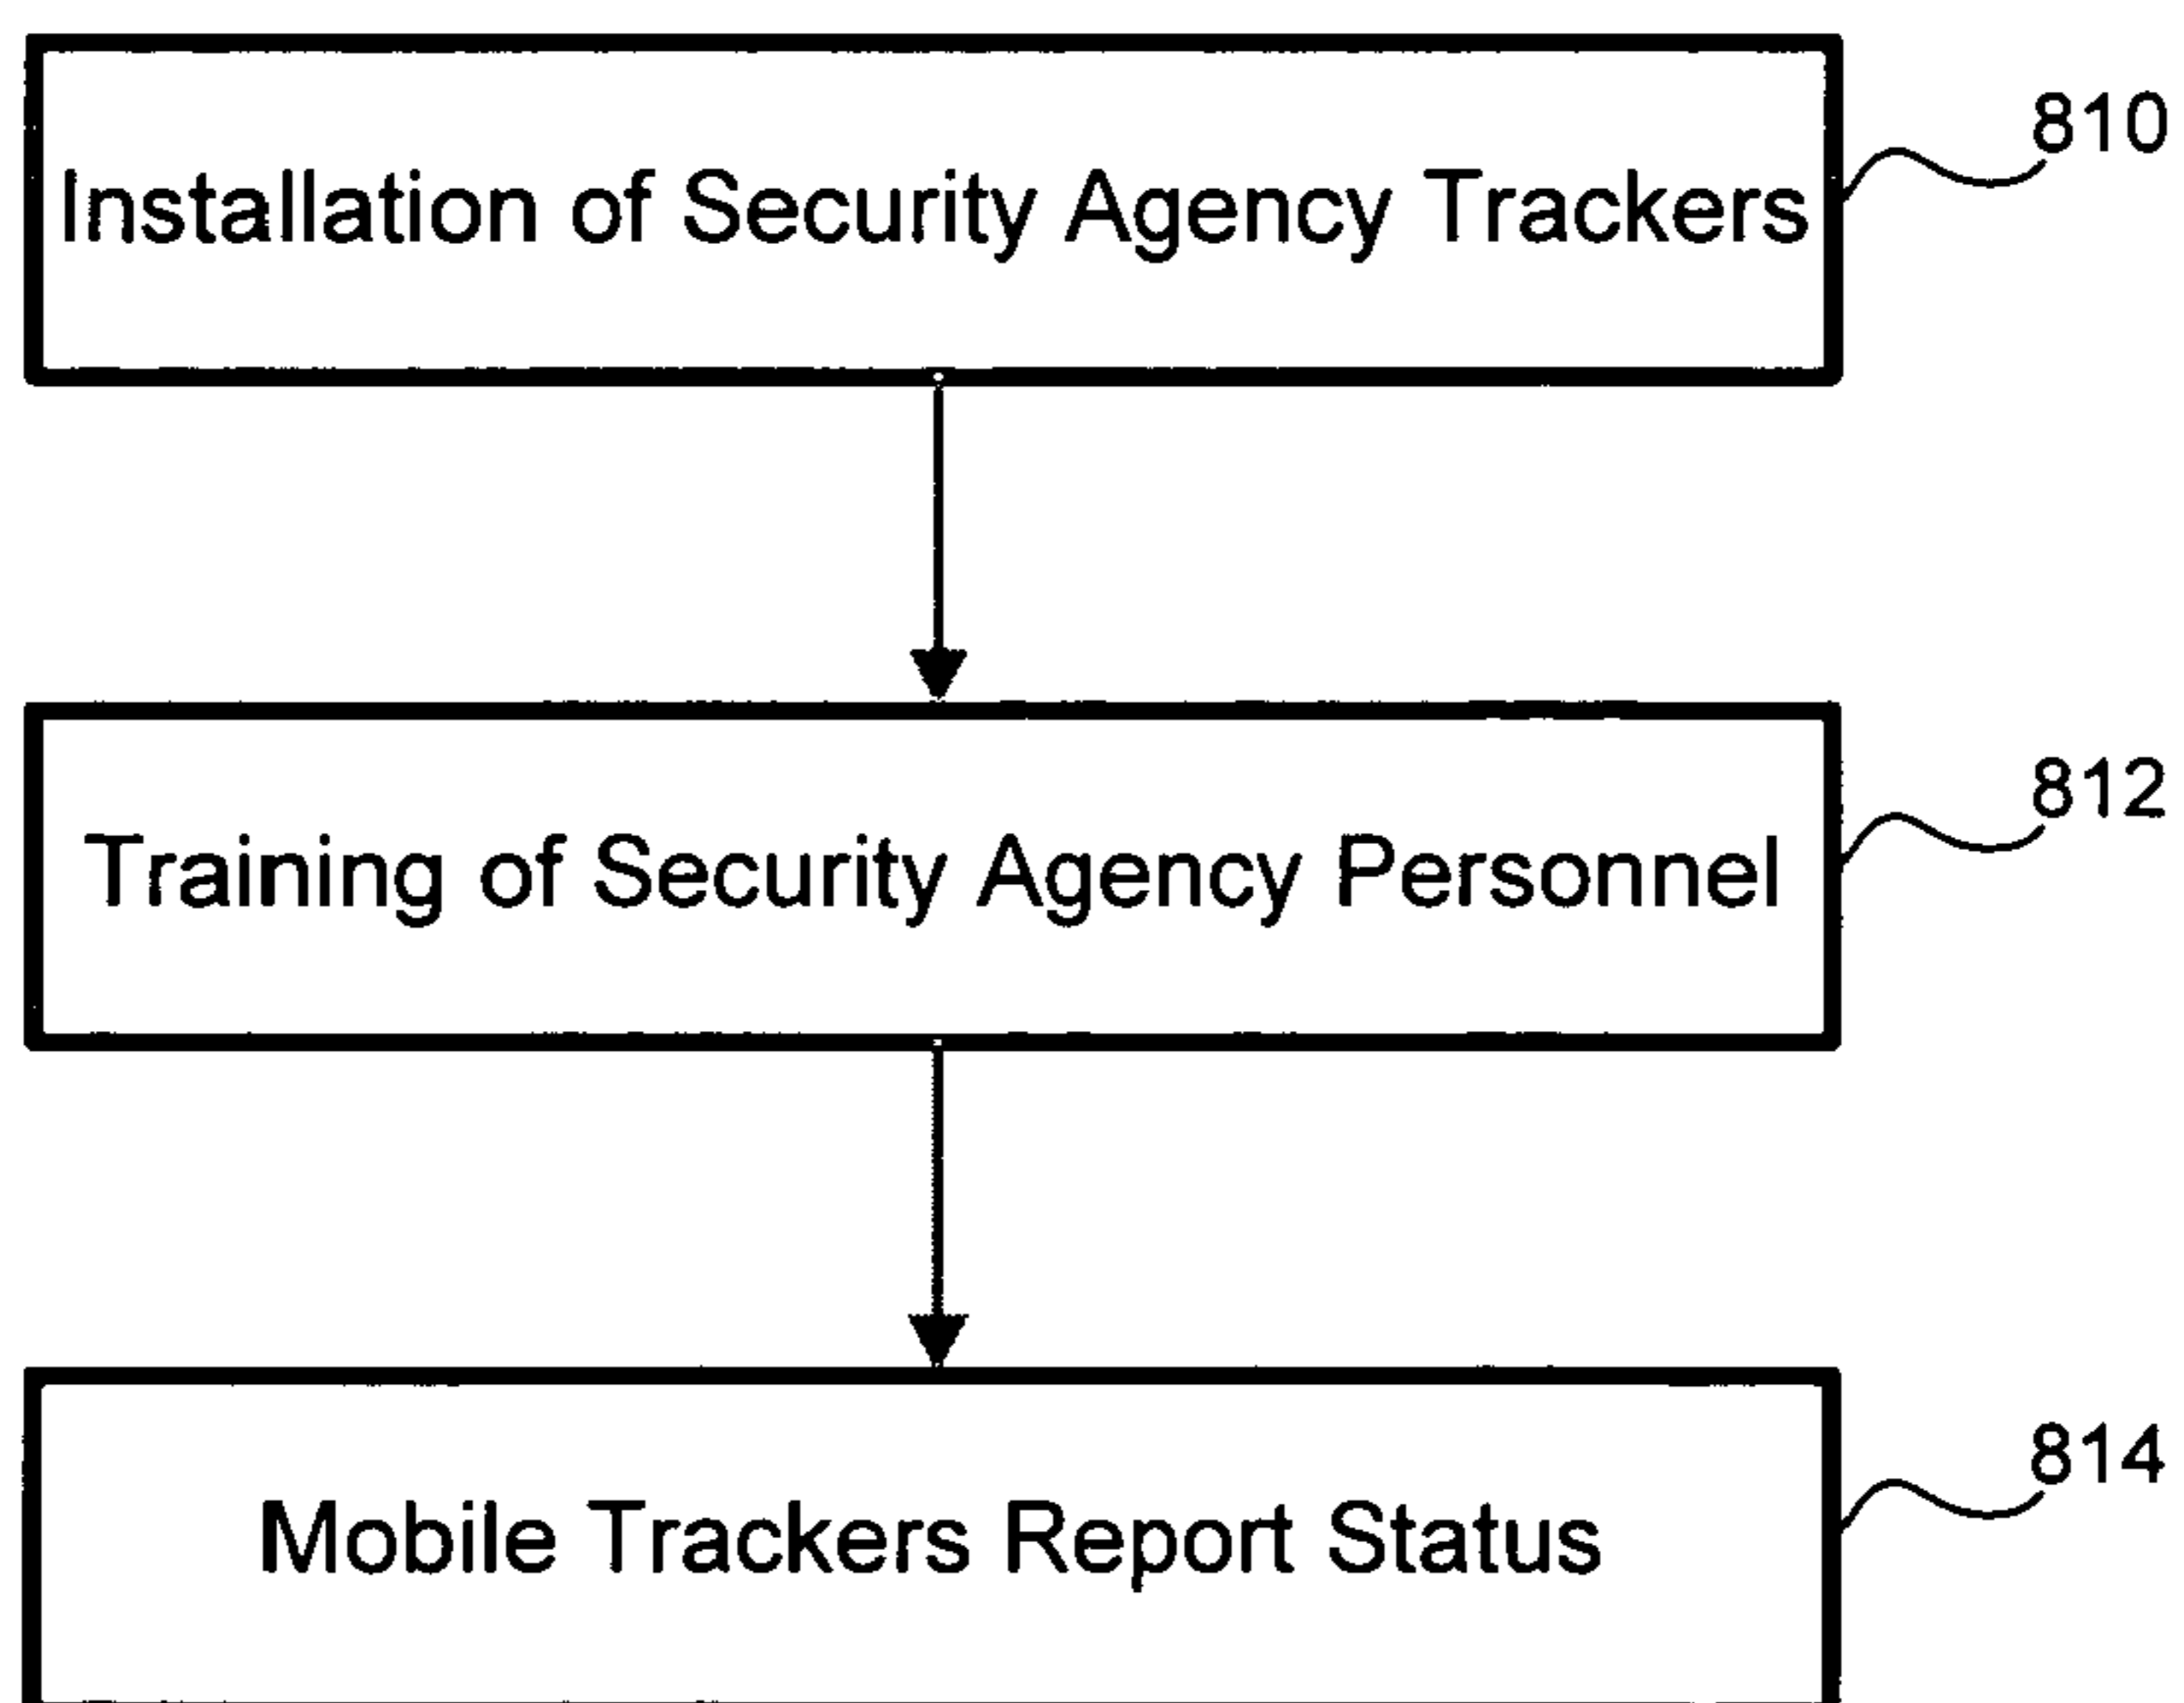 Installation of Security Agency Trackers
810
Training of Security Agency Personnel
812
Mobile Trackers Report Status
814